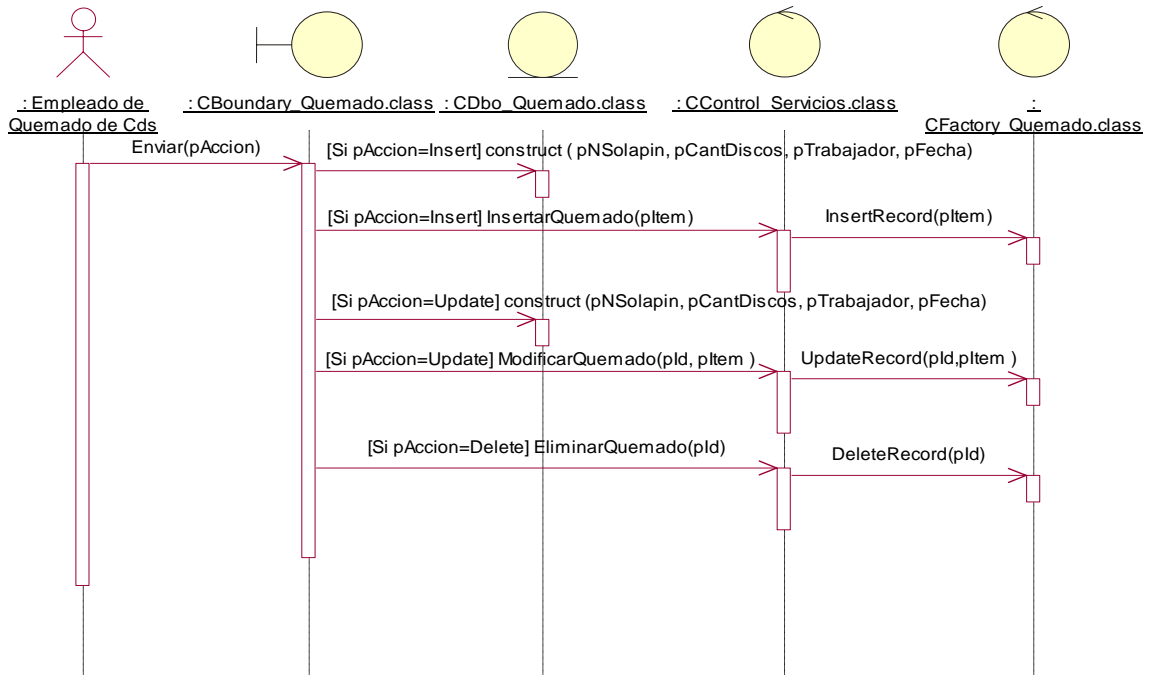 : Empleado de
Quemado de Cds
: CBoundary_Quemado.class
: CDbo_Quemado.class
: CControl_Servicios.class
:
CFactory_Quemado.class
Enviar(pAccion)
[Si pAccion=Insert] construct ( pNSolapin, pCantDiscos, pTrabajador, pFecha)
[Si pAccion=Insert] InsertarQuemado(pItem)
InsertRecord(pItem)
[Si pAccion=Update] construct (pNSolapin, pCantDiscos, pTrabajador, pFecha)
[Si pAccion=Update] ModificarQuemado(pId, pItem )
UpdateRecord(pId,pItem )
[Si pAccion=Delete] EliminarQuemado(pId)
DeleteRecord(pId)